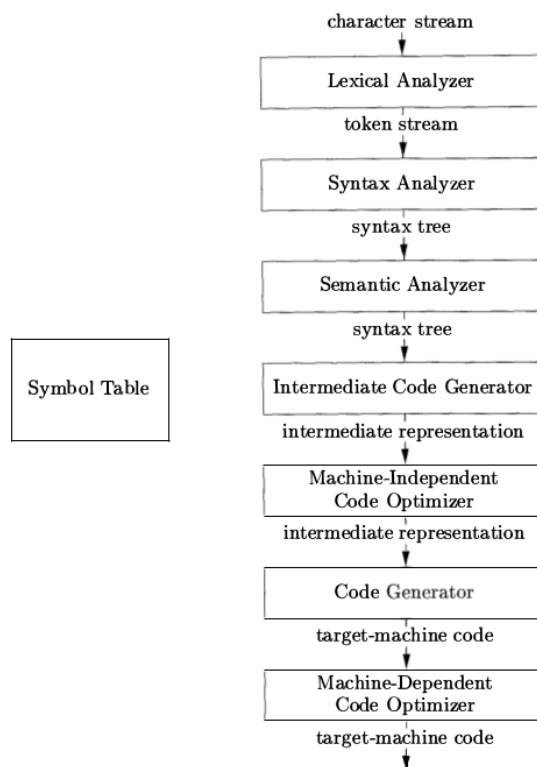 character stream
Lexical Analyzer
token stream
Syntax Analyzer
syntax tree
Semantic Analyzer
syntax tree
Symbol Table
Intermediate Code Generator
intermediate representation
Machine-Independent
Code Optimizer
intermediate representation
Code Generator
target-machine code
Machine-Dependent
Code Optimizer
target-machine code